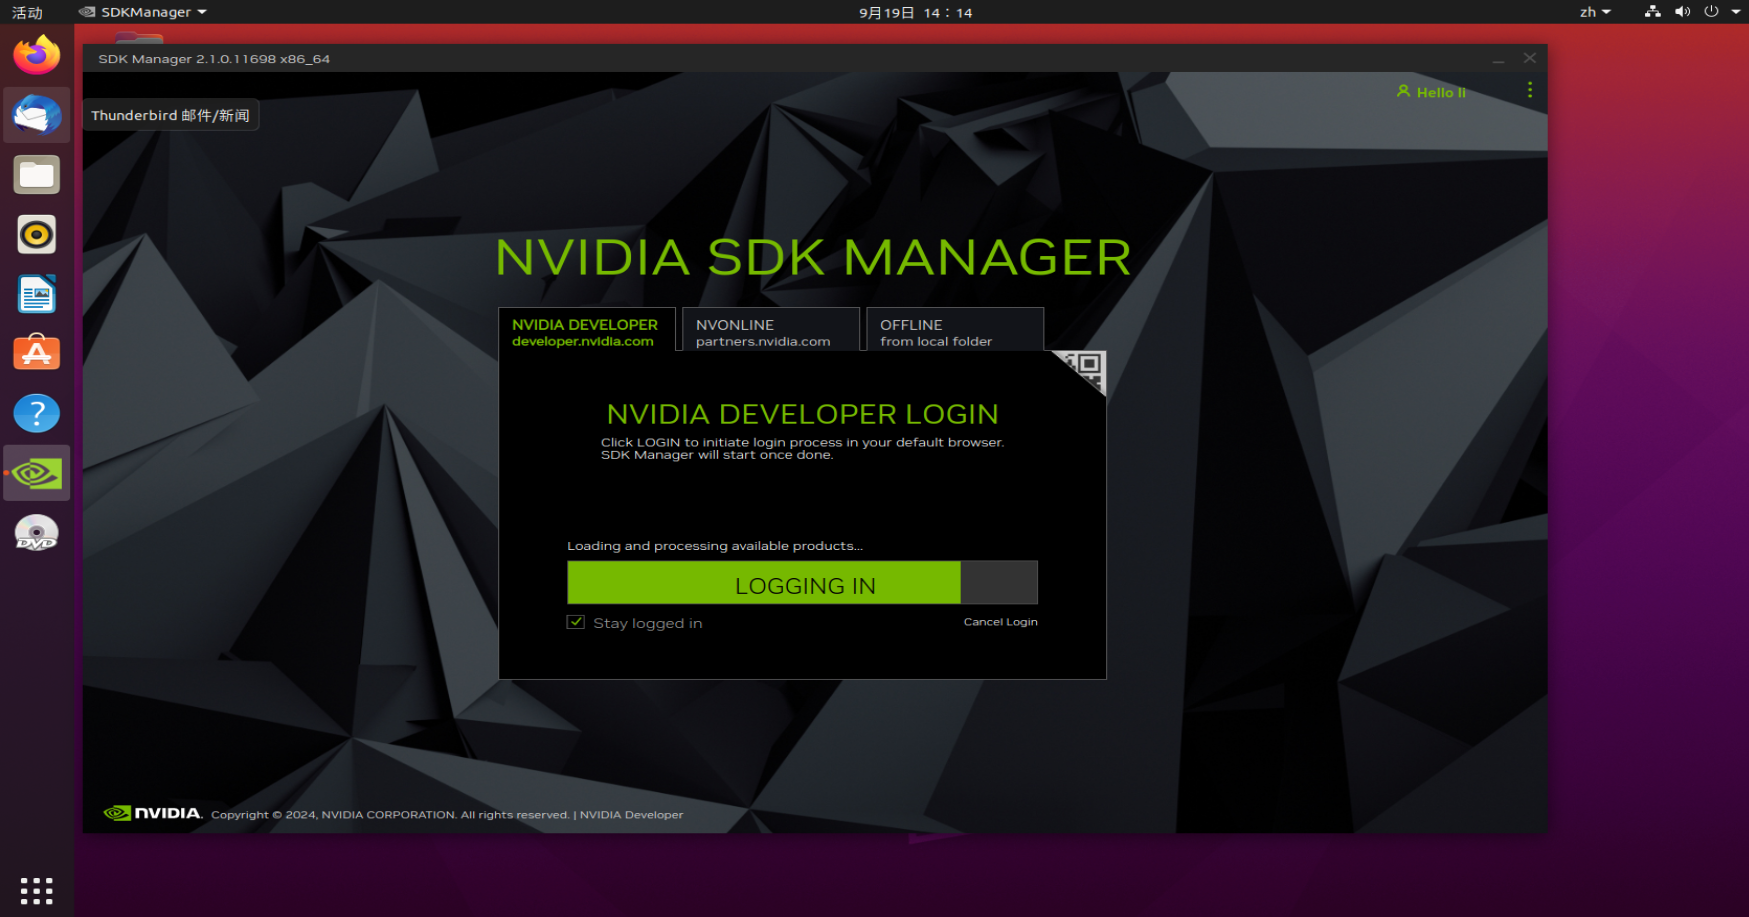 活动
SDKManager
9月19日 14：14
zh
SDK Manager 2.1.0.11698 x86_64
Hello li
Thunderbird 邮件/新闻
NVIDIA SDK MANAGER
NVIDIA DEVELOPER
developer.nvidia.com
NVONLINE
partners.nvidia.com
OFFLINE
from local folder
NVIDIA DEVELOPER LOGIN
Click LOGIN to initiate login process in your default browser.
SDK Manager will start once done.
Loading and processing available products...
LOGGING IN
Stay logged in
Cancel Login
DVD
NVIDIA. Copyright © 2024, NVIDIA CORPORATION. All rights reserved. | NVIDIA Developer